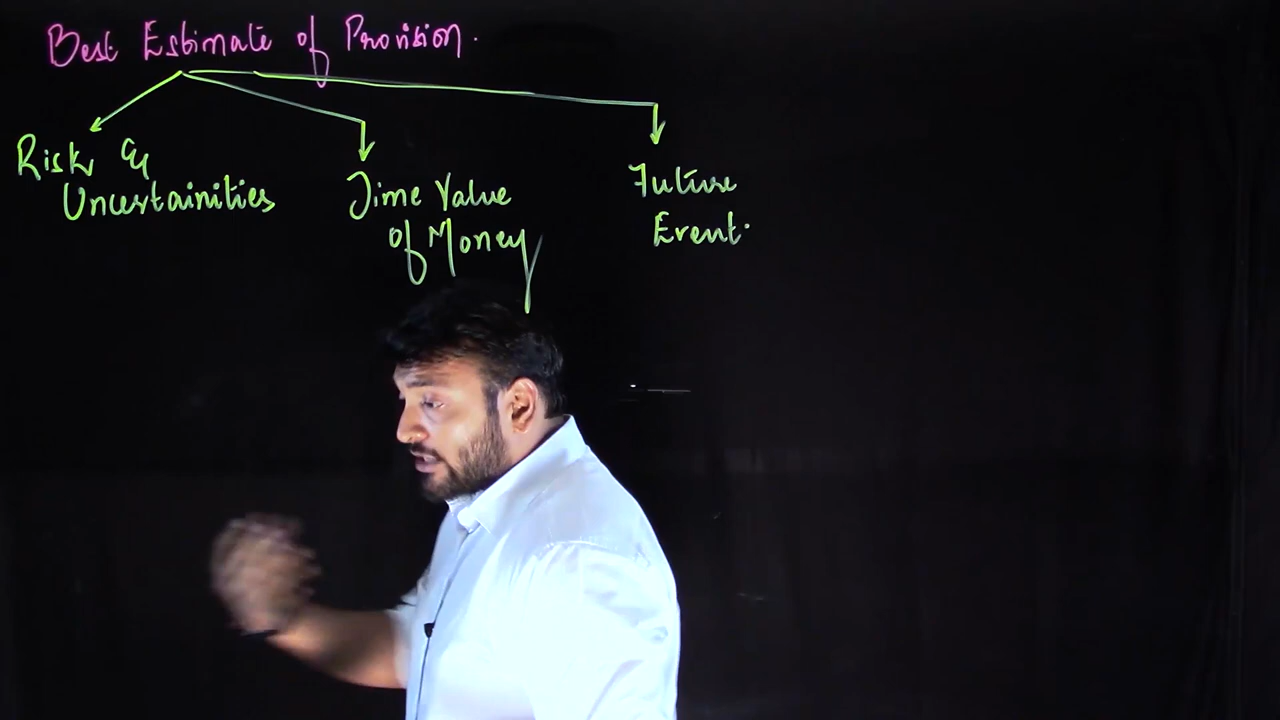 Best Estimate of Provision.
Risk &
Uncertainities
Time Value
of Money
Future
Event.